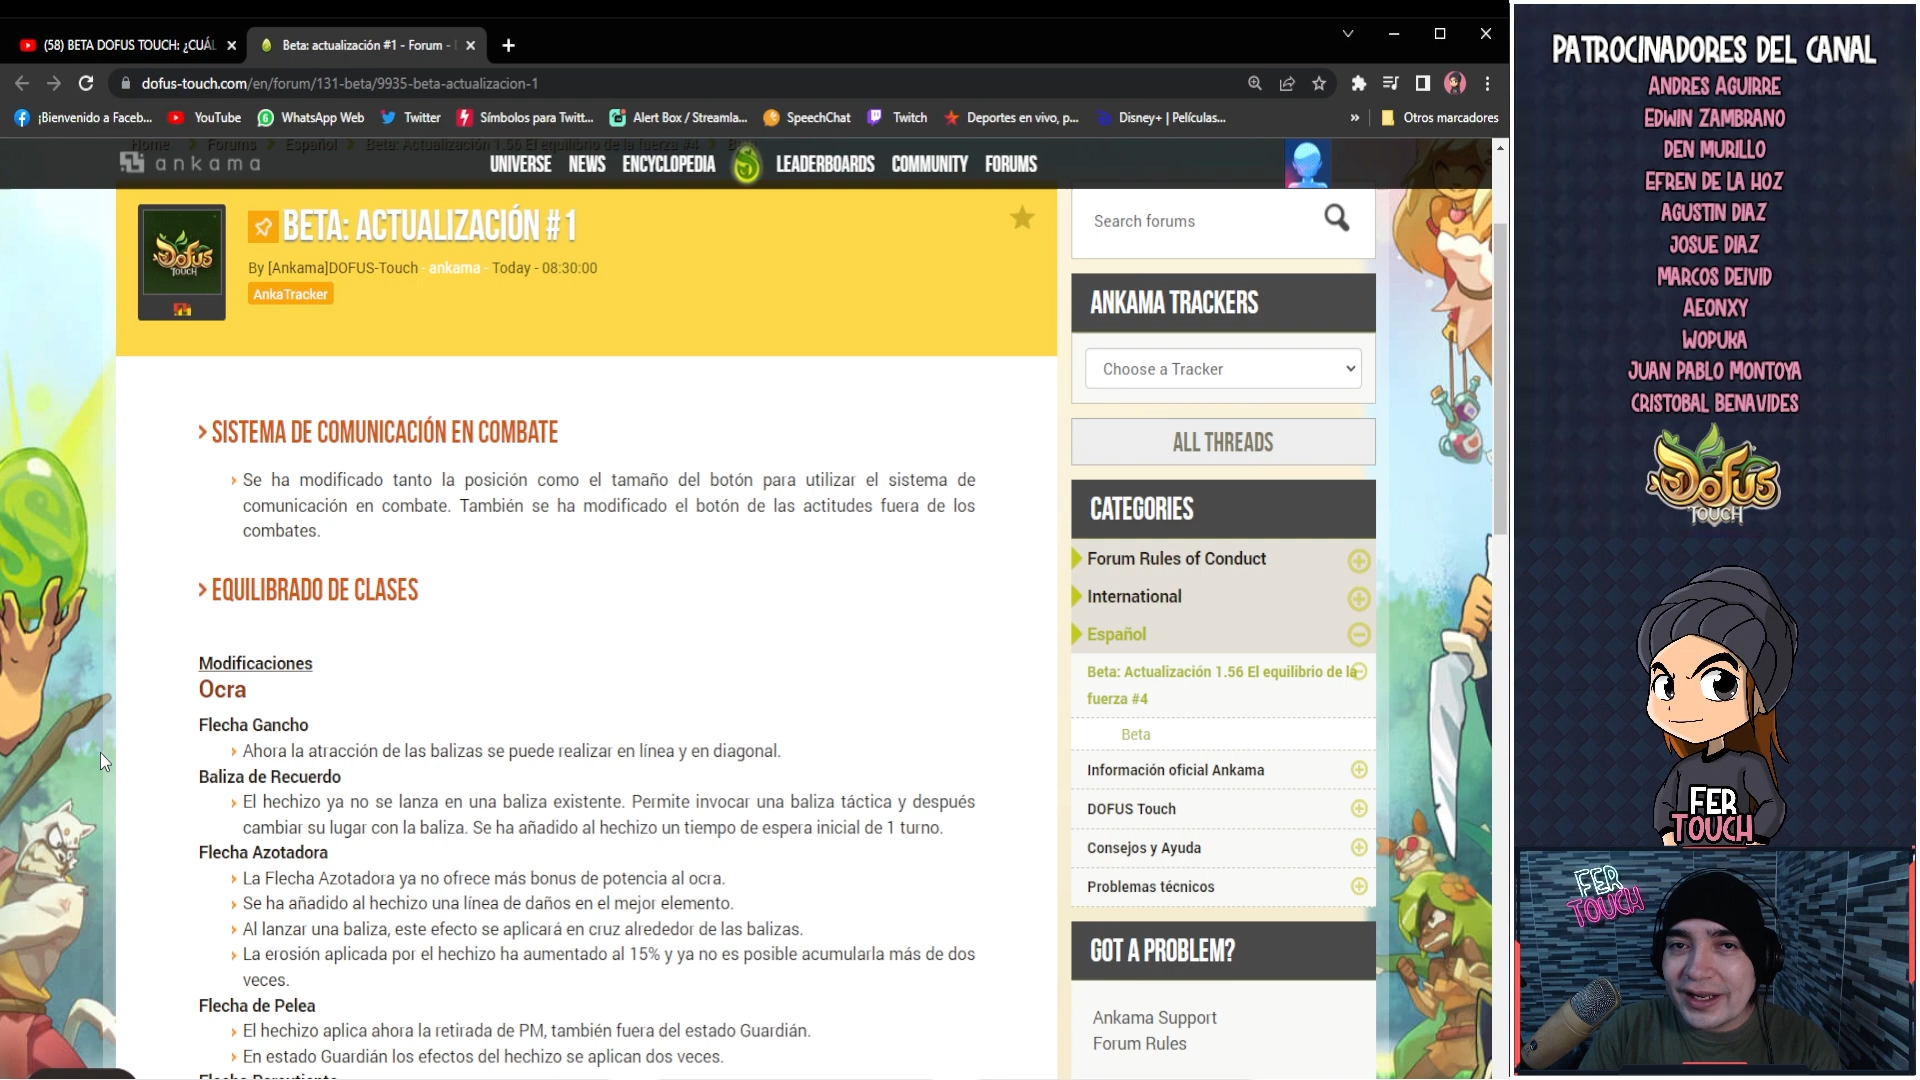 (58) BETA DOFUS TOUCH: ¿CUÁL
Beta: actualización #1 - Forum -
dofus-touch.com/en/forum/131-beta/9935-beta-actualizacion-1
¡Bienvenido a Faceb...
YouTube
WhatsApp Web
Twitter
Símbolos para Twitt...
Alert Box / Streamla...
SpeechChat
Twitch
Deportes en vivo, p...
Disney+ | Películas...
»
Otros marcadores
Home
Forums
Español
Beta: Actualización 1.56 El equilibrio de la fuerza #4
ankama
UNIVERSE
NEWS
ENCYCLOPEDIA
LEADERBOARDS
COMMUNITY
FORUMS
DOFUS
TOUCH
BETA: ACTUALIZACIÓN #1
By [Ankama]DOFUS-Touch - ankama - Today - 08:30:00
AnkaTracker
SISTEMA DE COMUNICACIÓN EN COMBATE
Se ha modificado tanto la posición como el tamaño del botón para utilizar el sistema de
comunicación en combate. También se ha modificado el botón de las actitudes fuera de los
combates.
EQUILIBRADO DE CLASES
Modificaciones
Ocra
Flecha Gancho
Ahora la atracción de las balizas se puede realizar en línea y en diagonal.
Baliza de Recuerdo
El hechizo ya no se lanza en una baliza existente. Permite invocar una baliza táctica y después
cambiar su lugar con la baliza. Se ha añadido al hechizo un tiempo de espera inicial de 1 turno.
Flecha Azotadora
La Flecha Azotadora ya no ofrece más bonus de potencia al ocra.
Se ha añadido al hechizo una línea de daños en el mejor elemento.
Al lanzar una baliza, este efecto se aplicará en cruz alrededor de las balizas.
La erosión aplicada por el hechizo ha aumentado al 15% y ya no es posible acumularla más de dos
veces.
Flecha de Pelea
El hechizo aplica ahora la retirada de PM, también fuera del estado Guardián.
En estado Guardián los efectos del hechizo se aplican dos veces.
Search forums
ANKAMA TRACKERS
Choose a Tracker
ALL THREADS
CATEGORIES
Forum Rules of Conduct
International
Español
Beta: Actualización 1.56 El equilibrio de la
fuerza #4
Beta
Información oficial Ankama
DOFUS Touch
Consejos y Ayuda
Problemas técnicos
GOT A PROBLEM?
Ankama Support
Forum Rules
PATROCINADORES DEL CANAL
ANDRES AGUIRRE
EDWIN ZAMBRANO
DEN MURILLO
EFREN DE LA HOZ
AGUSTIN DIAZ
JOSUE DIAZ
MARCOS DEIVID
AEONXY
WOPUKA
JUAN PABLO MONTOYA
CRISTOBAL BENAVIDES
DOFUS
TOUCH
FER
TOUCH
FER
TOUCH